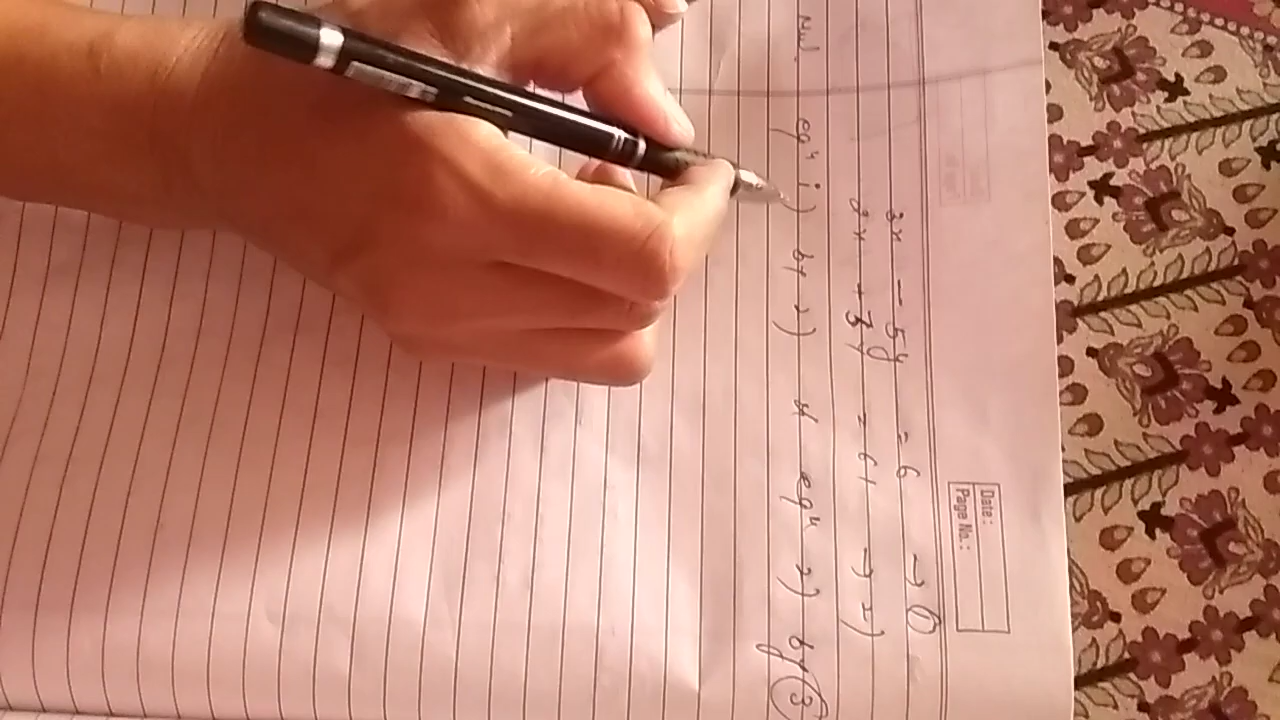 Date :
Page No. :
3x - 5y = 6 → 1)
2x + 3y = 61 → 2)
Mul. eqⁿ 1) by 2) & eqⁿ 2) by 3